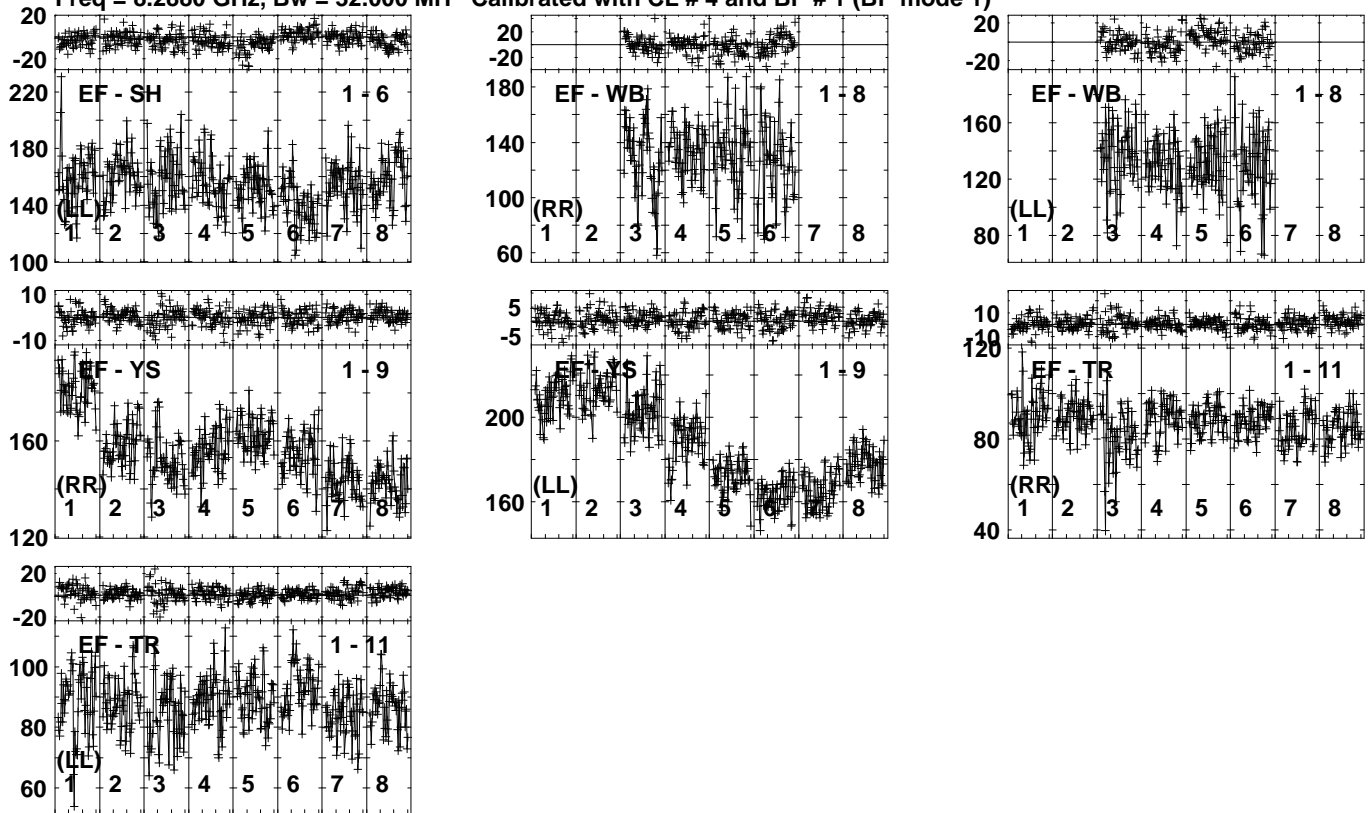 Freq = 8.2880 GHz, Bw = 32.000 MH Calibrated with CL # 4 and BP # 1 (BP mode 1)
20
-20
220
180
140
100
EF - SH 1 - 6
(LL)
1 2 3 4 5 6 7 8
20
-20
180
140
100
60
EF - WB 1 - 8
(RR)
1 2 3 4 5 6 7 8
20
-20
160
120
80
EF - WB 1 - 8
(LL)
1 2 3 4 5 6 7 8
10
-10
160
120
EF - YS 1 - 9
(RR)
1 2 3 4 5 6 7 8
5
-5
200
160
EF - YS 1 - 9
(LL)
1 2 3 4 5 6 7 8
10
-10
120
80
40
EF - TR 1 - 11
(RR)
1 2 3 4 5 6 7 8
20
-20
100
80
60
EF - TR 1 - 11
(LL)
1 2 3 4 5 6 7 8